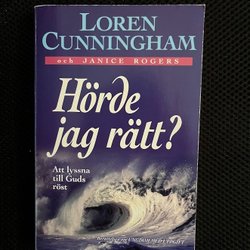 LOREN
CUNNINGHAM
och JANICE ROGERS
Hörde
jag rätt?
Att lyssna
till Guds
röst